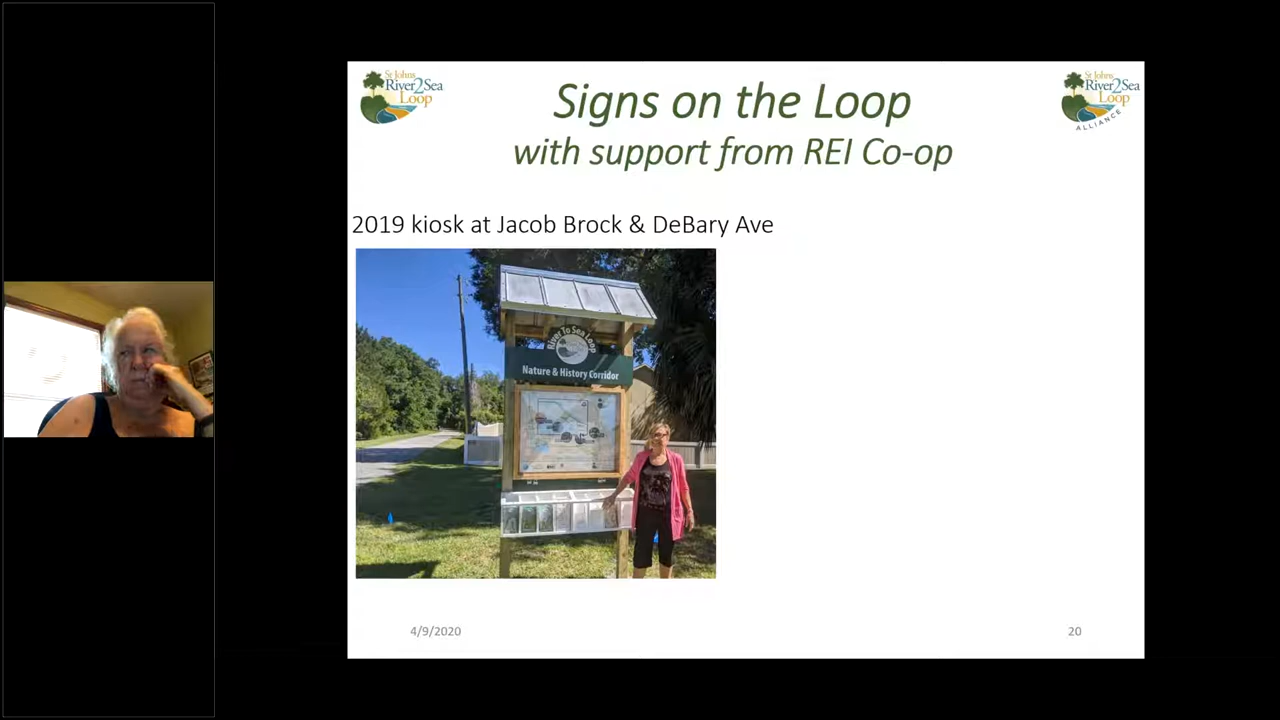 St Johns
River2Sea
Loop
Signs on the Loop
with support from REI Co-op
St Johns
River2Sea
Loop
ALLIANCE
2019 kiosk at Jacob Brock & DeBary Ave
River To Sea Loop
Nature & History Corridor
4/9/2020
20